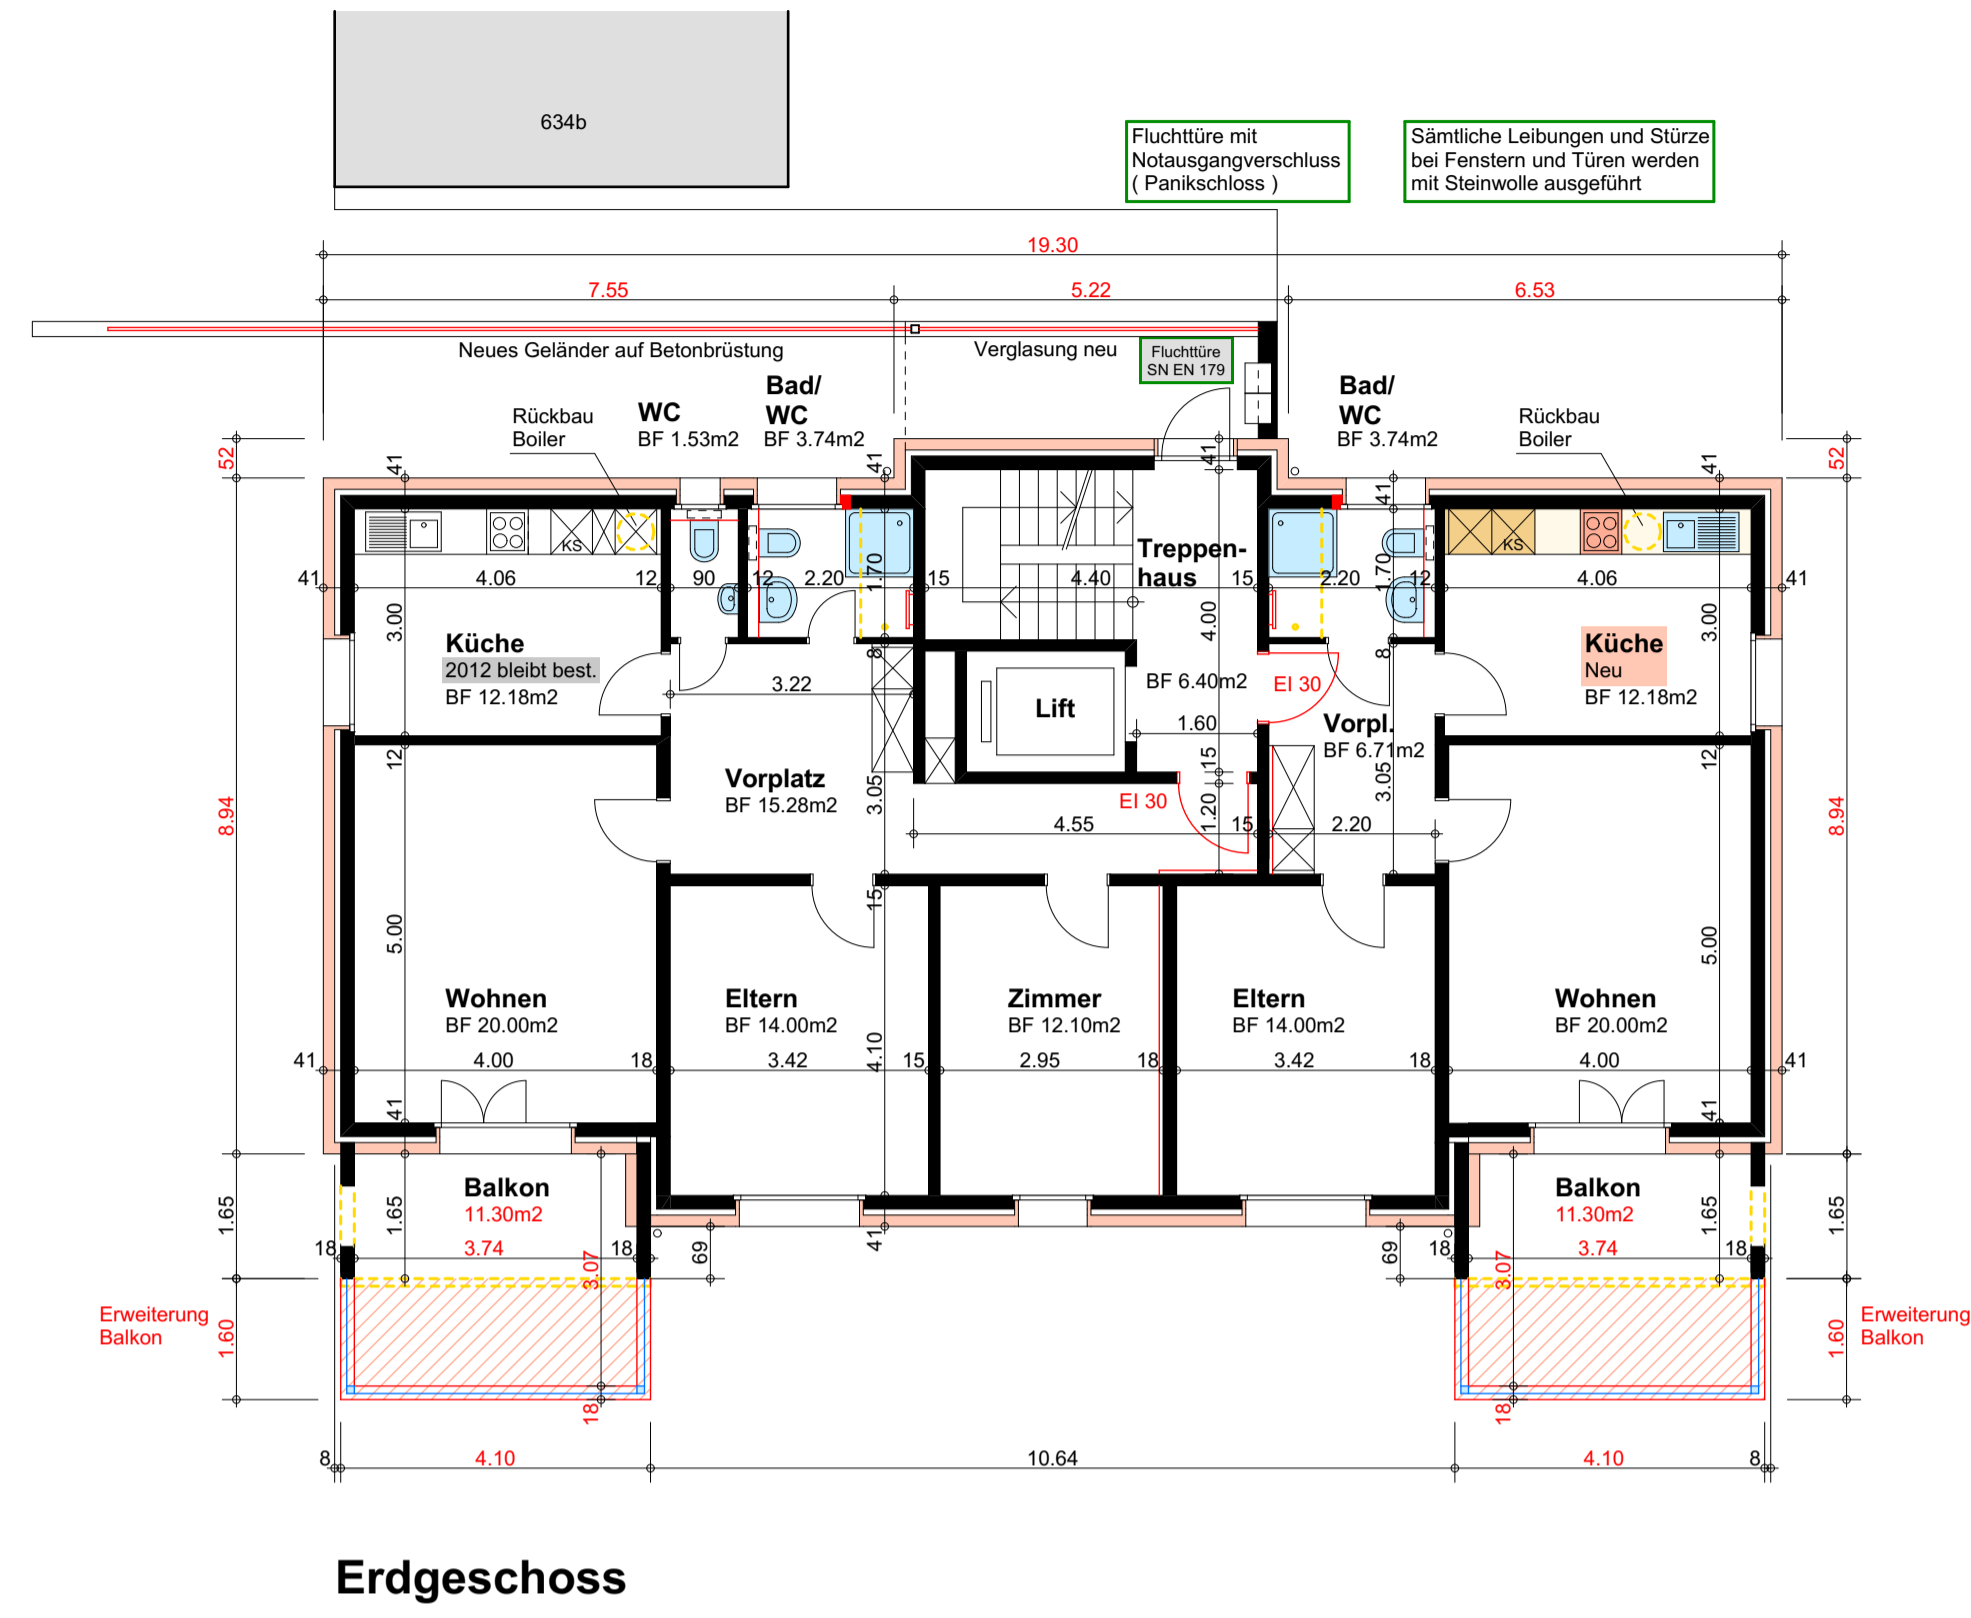 634b
Fluchttüre mit
Notausgangverschluss
( Panikschloss )
Sämtliche Leibungen und Stürze
bei Fenstern und Türen werden
mit Steinwolle ausgeführt
19.30
7.55
5.22
6.53
Neues Geländer auf Betonbrüstung
Verglasung neu
Fluchttüre
SN EN 179
Rückbau
Boiler
WC
BF 1.53m2
Bad/
WC
BF 3.74m2
Bad/
WC
BF 3.74m2
Rückbau
Boiler
52
41
41
41
41
41
52
KS
KS
41
4.06
12
90
12
2.20
1.70
15
4.40
15
2.20
1.70
12
4.06
41
Treppen-
haus
3.00
4.00
3.00
Küche
2012 bleibt best.
BF 12.18m2
8
3.22
Lift
BF 6.40m2
EI 30
8
Küche
Neu
BF 12.18m2
1.60
Vorpl.
BF 6.71m2
12
15
12
Vorplatz
BF 15.28m2
3.05
EI 30
1.20
3.05
8.94
4.55
15
2.20
8.94
5.00
15
5.00
Wohnen
BF 20.00m2
Eltern
BF 14.00m2
Zimmer
BF 12.10m2
Eltern
BF 14.00m2
Wohnen
BF 20.00m2
41
4.00
18
3.42
4.10
15
2.95
18
3.42
18
4.00
41
41
41
Balkon
11.30m2
Balkon
11.30m2
1.65
1.65
1.65
1.65
18
3.74
18
3.07
69
41
69
18
3.07
3.74
18
Erweiterung
Balkon
1.60
1.60
Erweiterung
Balkon
18
18
8
4.10
10.64
4.10
8
Erdgeschoss